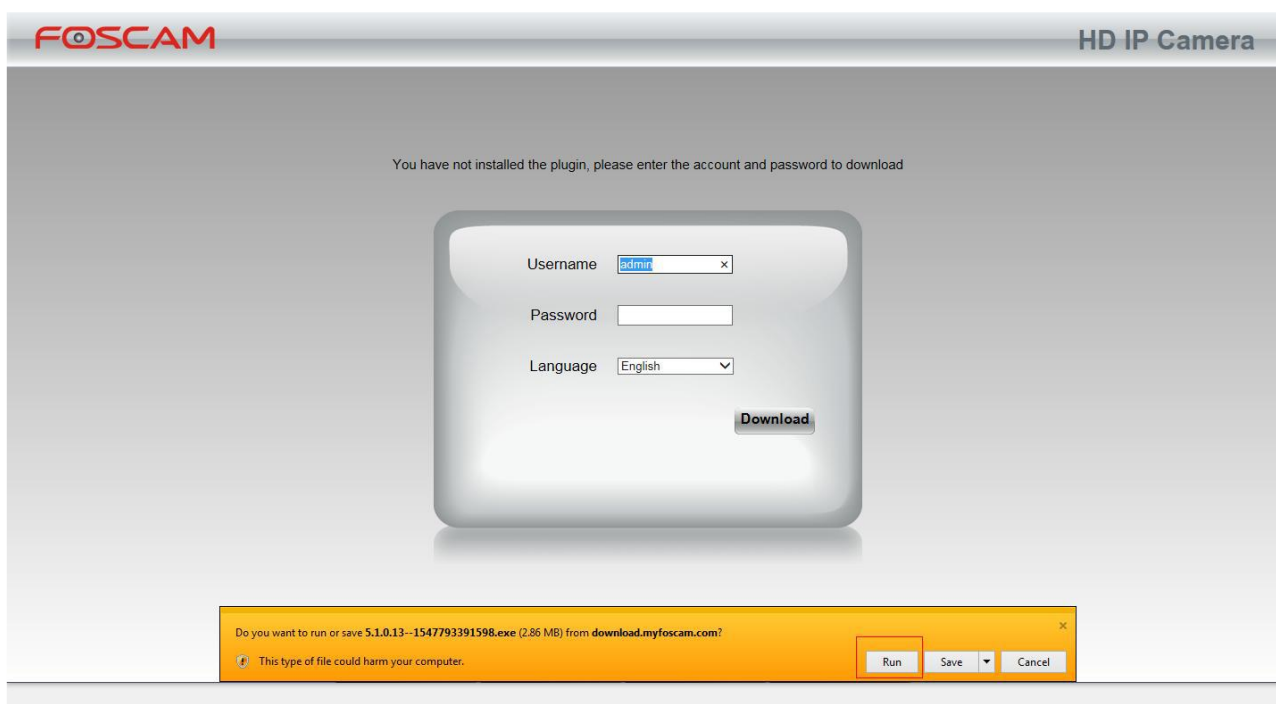 FOSCAM
HD IP Camera
You have not installed the plugin, please enter the account and password to download
Username admin ×
Password
Language English
Download
Do you want to run or save 5.1.0.13--1547793391598.exe (2.86 MB) from download.myfoscam.com? ×
This type of file could harm your computer.
Run Save Cancel